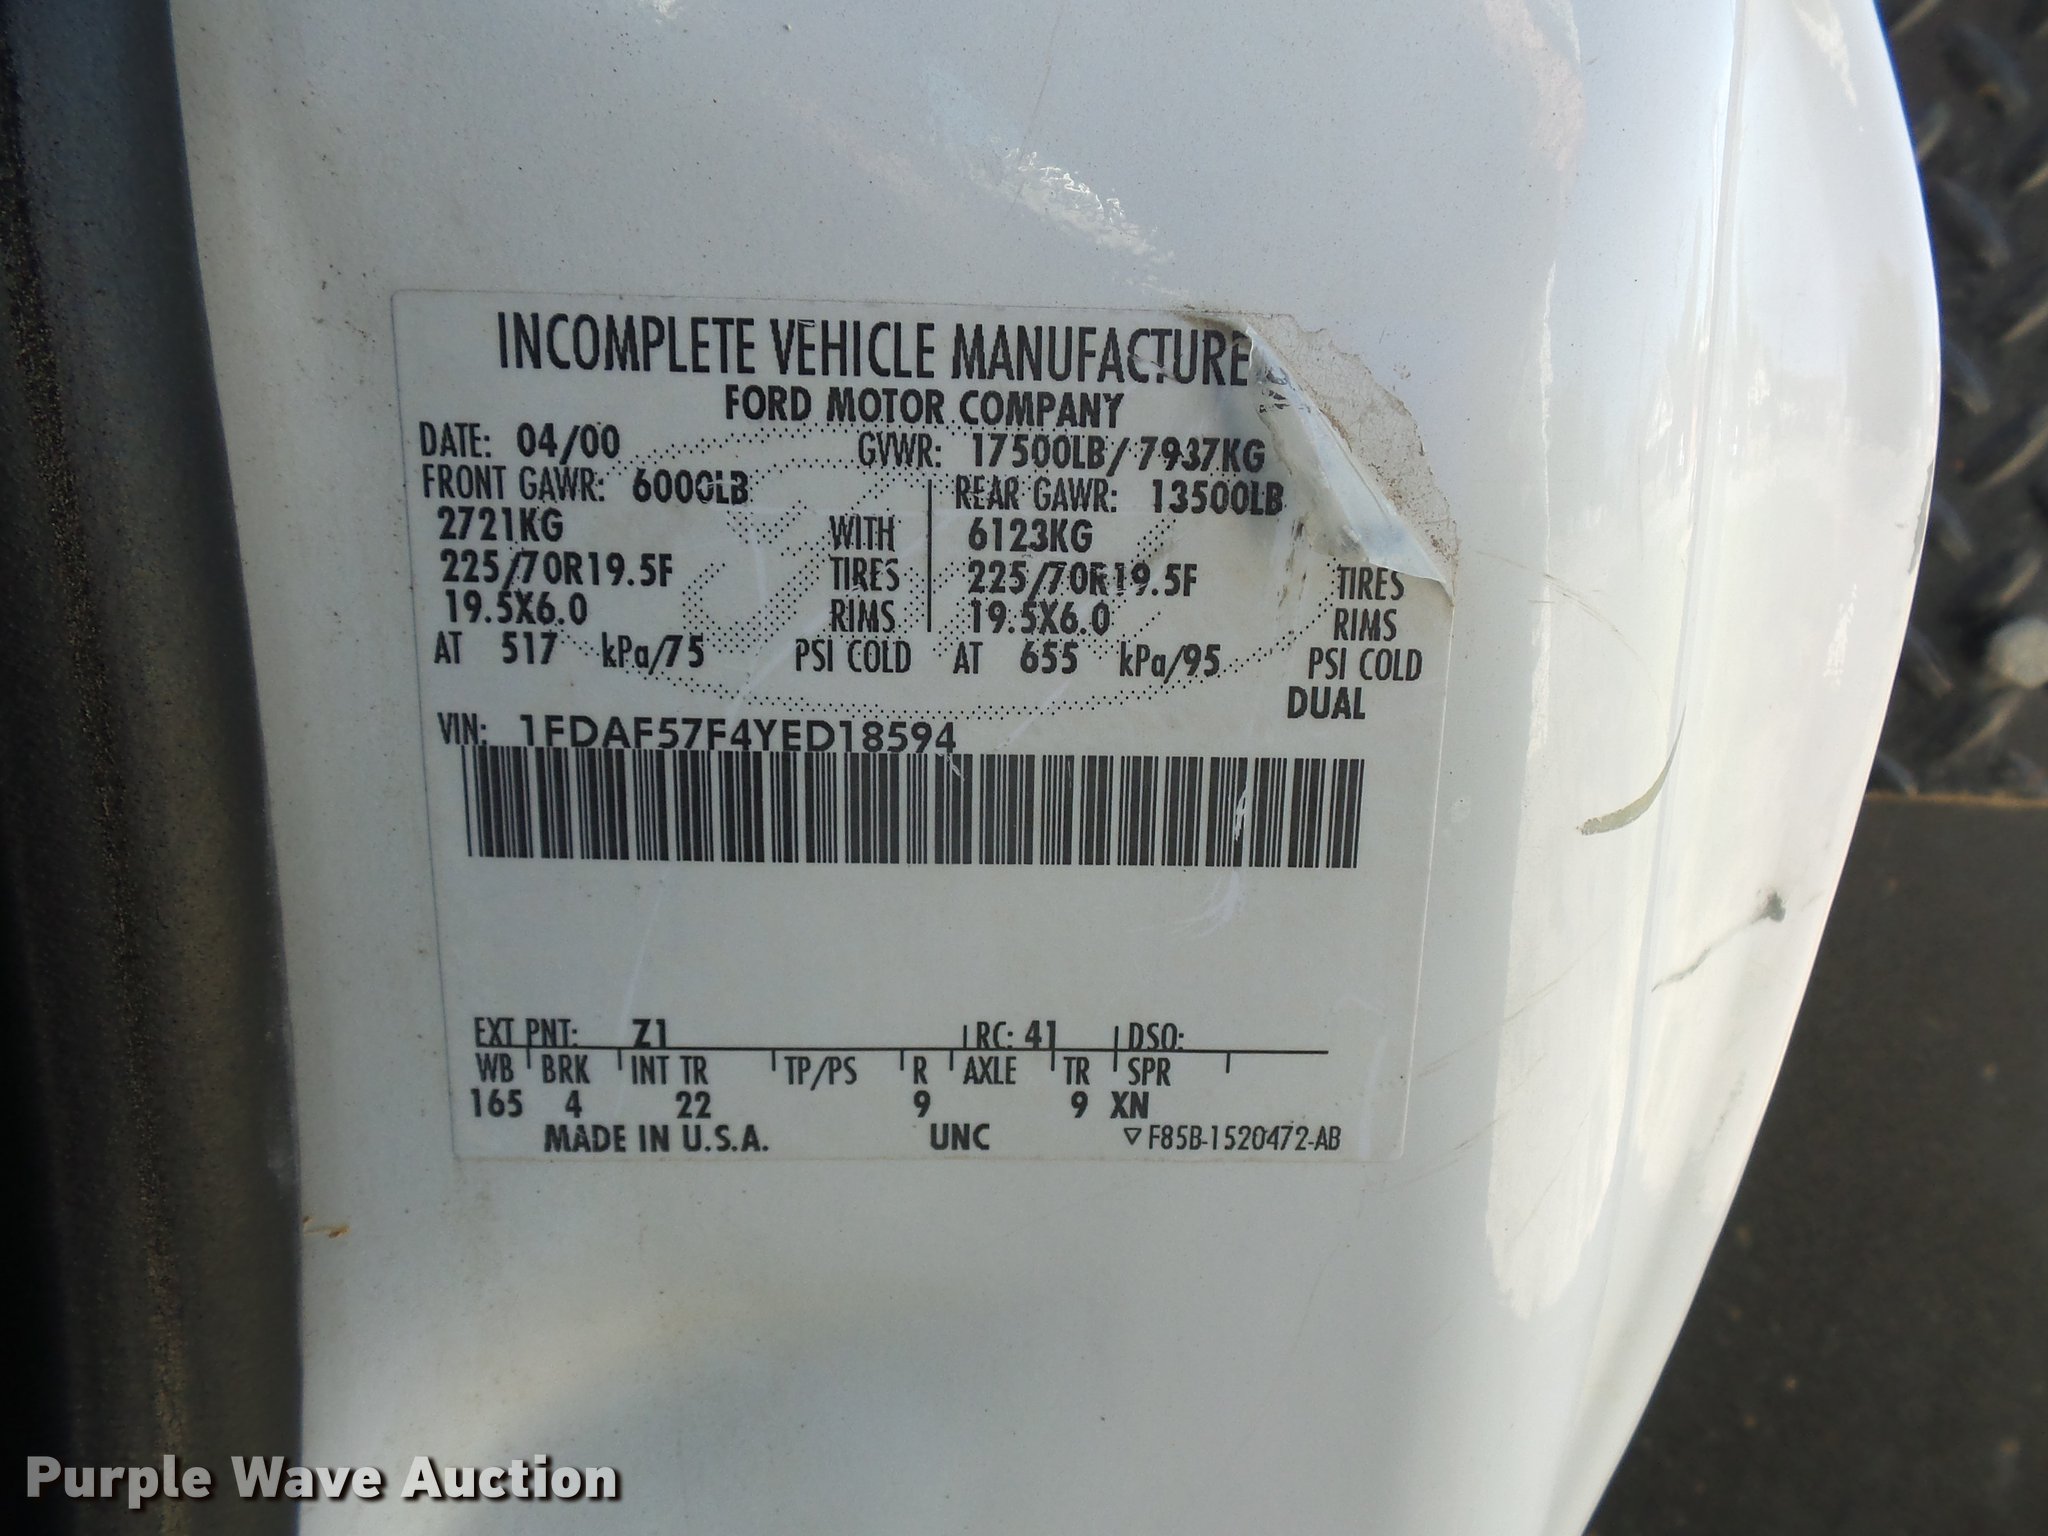 INCOMPLETE VEHICLE MANUFACTURE
FORD MOTOR COMPANY
DATE: 04/00 GVWR: 17500LB/7937KG
FRONT GAWR: 6000LB REAR GAWR: 13500LB
2721KG WITH 6123KG
225/70R19.5F TIRES 225/70R19.5F TIRES
19.5X6.0 RIMS 19.5X6.0 RIMS
AT 517 kPa/75 PSI COLD AT 655 kPa/95 PSI COLD
DUAL
VIN: 1FDAF57F4YED18594
EXT PNT: Z1 RC: 41 DSO:
WB BRK INT TR TP/PS R AXLE TR SPR
165 4 22 9 9 XN
MADE IN U.S.A. UNC ▽F85B-1520472-AB
Purple Wave Auction